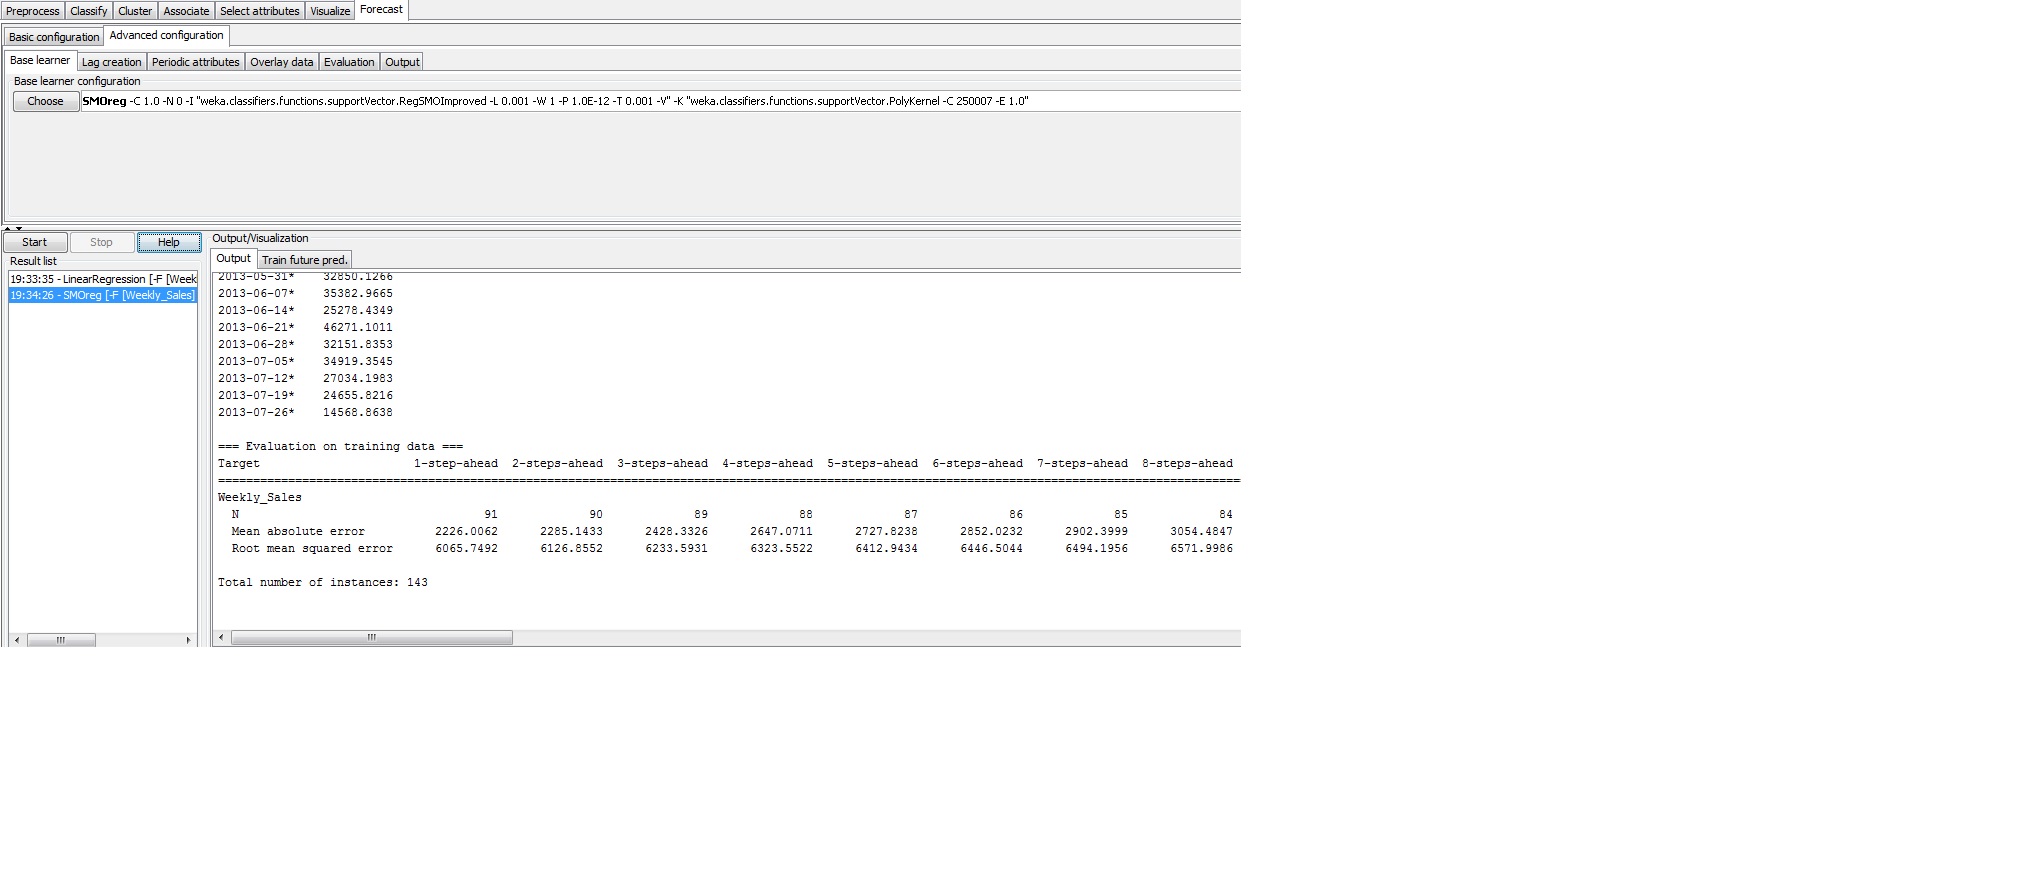 Preprocess Classify Cluster Associate Select attributes Visualize Forecast
Basic configuration Advanced configuration
Base learner Lag creation Periodic attributes Overlay data Evaluation Output
Base learner configuration
Choose SMOreg -C 1.0 -N 0 -I "weka.classifiers.functions.supportVector.RegSMOImproved -L 0.001 -W 1 -P 1.0E-12 -T 0.001 -V" -K "weka.classifiers.functions.supportVector.PolyKernel -C 250007 -E 1.0"
Start Stop Help
Result list
19:33:35 - LinearRegression [-F [Week
19:34:26 - SMOreg [-F [Weekly_Sales]
Output/Visualization
Output Train future pred.
2013-05-31* 32850.1266
2013-06-07* 35382.9665
2013-06-14* 25278.4349
2013-06-21* 46271.1011
2013-06-28* 32151.8353
2013-07-05* 34919.3545
2013-07-12* 27034.1983
2013-07-19* 24655.8216
2013-07-26* 14568.8638
=== Evaluation on training data ===
Target 1-step-ahead 2-steps-ahead 3-steps-ahead 4-steps-ahead 5-steps-ahead 6-steps-ahead 7-steps-ahead 8-steps-ahead
Weekly_Sales
N 91 90 89 88 87 86 85 84
Mean absolute error 2226.0062 2285.1433 2428.3326 2647.0711 2727.8238 2852.0232 2902.3999 3054.4847
Root mean squared error 6065.7492 6126.8552 6233.5931 6323.5522 6412.9434 6446.5044 6494.1956 6571.9986
Total number of instances: 143